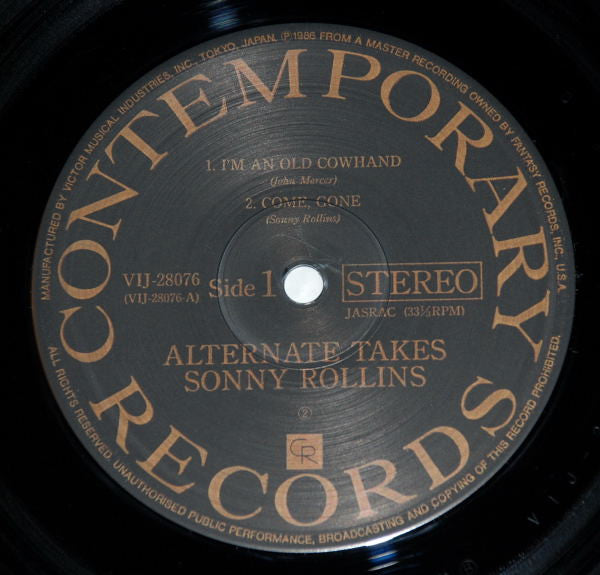 MANUFACTURED BY VICTOR MUSICAL INDUSTRIES, INC., TOKYO, JAPAN. ℗1986 FROM A MASTER RECORDING OWNED BY FANTASY RECORDS, INC., U.S.A.
CONTEMPORARY
1. I'M AN OLD COWHAND
(John Mercer)
2. COME, GONE
(Sonny Rollins)
VIJ-28076
(VIJ-28076-A)
Side 1
STEREO
JASRAC (33⅓RPM)
ALTERNATE TAKES
SONNY ROLLINS
②
CR
RECORDS
ALL RIGHTS RESERVED. UNAUTHORISED PUBLIC PERFORMANCE, BROADCASTING AND COPYING OF THIS RECORD PROHIBITED.
VIJ-